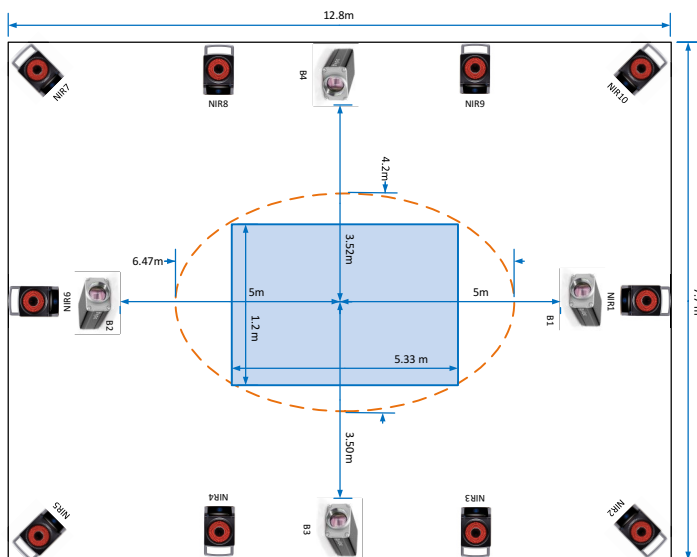 12.8m
NIR7
NIR8
B4
NIR9
NIR10
4.2m
3.52m
6.47m
5m
5m
NIR6
B2
B1
NIR1
1.2 m
5.33 m
3.50m
NIR5
NIR4
B3
NIR3
NIR2